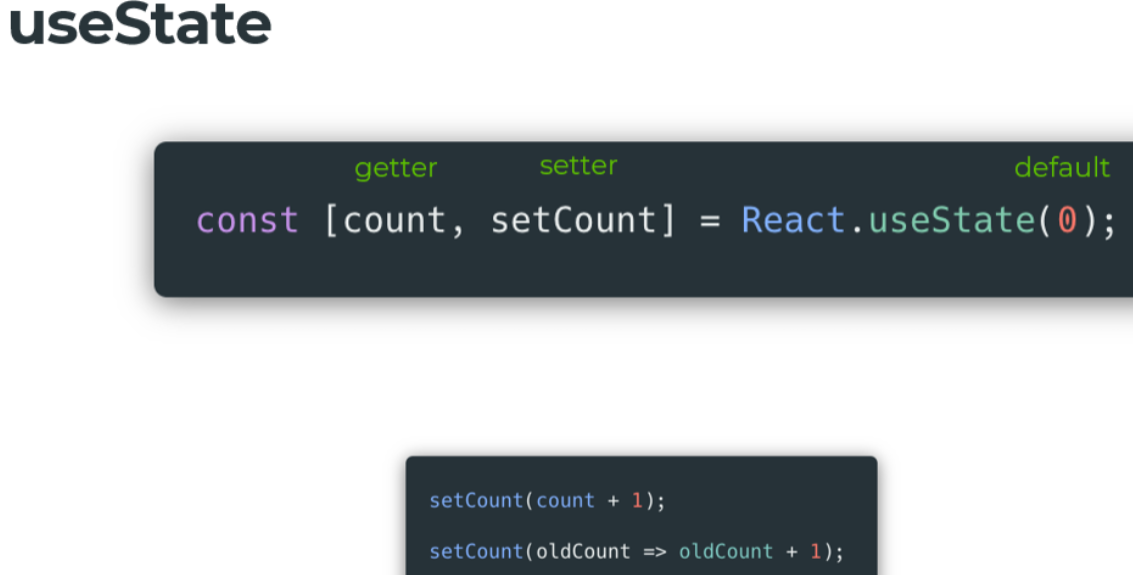 useState
getter setter default
const [count, setCount] = React.useState(0);
setCount(count + 1);
setCount(oldCount => oldCount + 1);